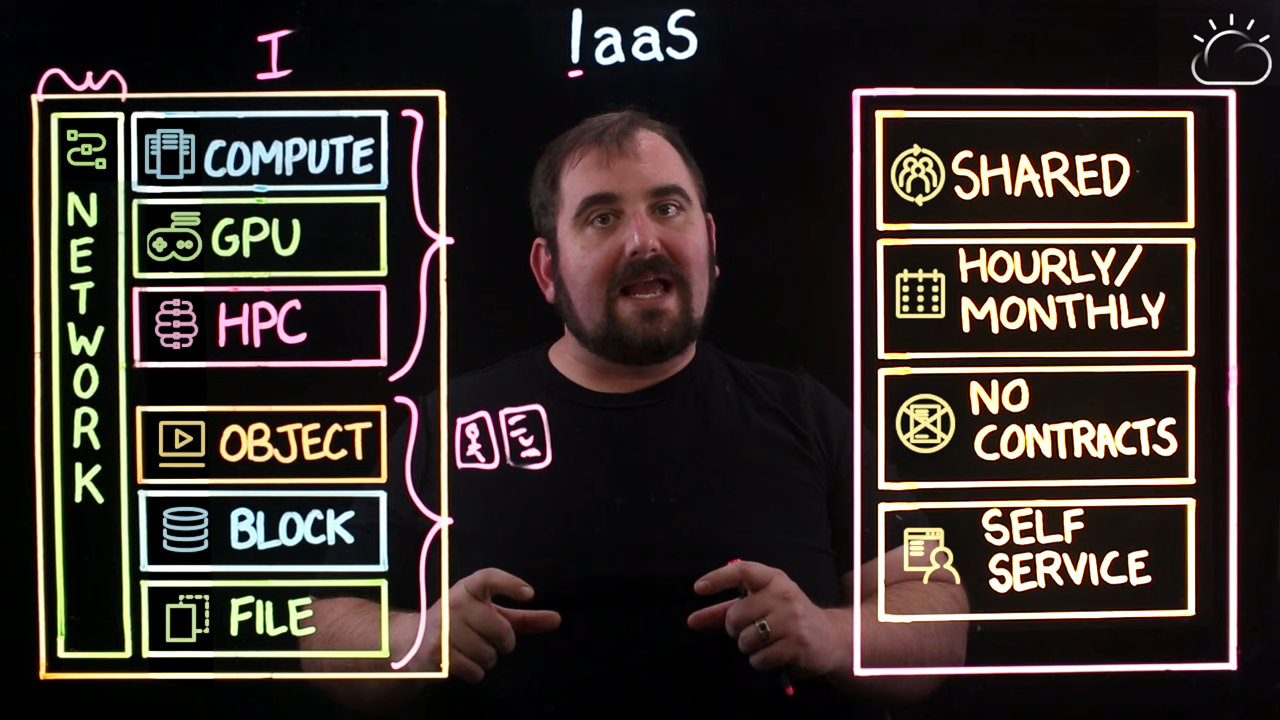 IaaS
I
NETWORK
COMPUTE
GPU
HPC
OBJECT
BLOCK
FILE
SHARED
HOURLY/
MONTHLY
NO
CONTRACTS
SELF
SERVICE